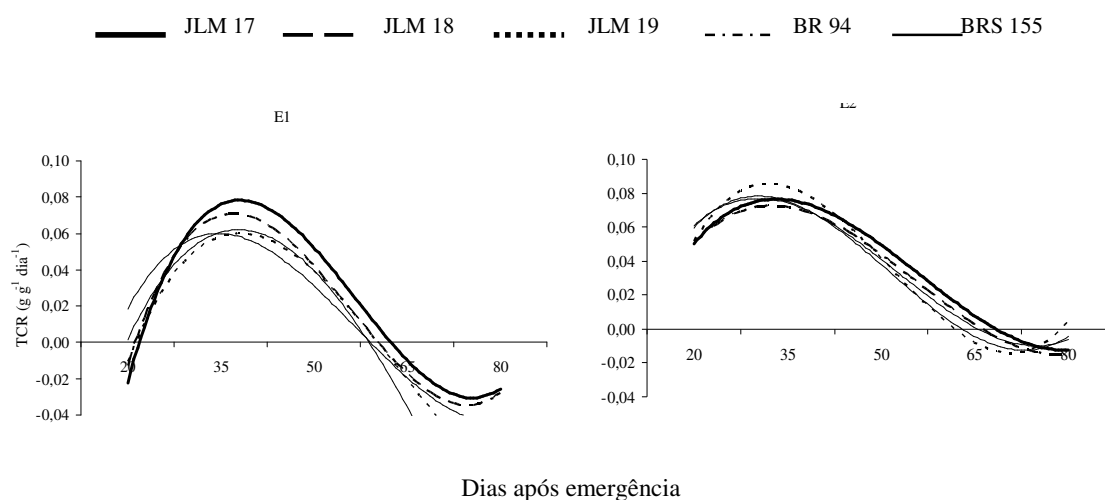 JLM 17 JLM 18 JLM 19 BR 94 BRS 155
E1
E2
0,10
0,08
0,06
0,04
0,02
0,00
-0,02
-0,04
TCR (g g-1 dia-1)
20 35 50 65 80
0,10
0,08
0,06
0,04
0,02
0,00
-0,02
-0,04
20 35 50 65 80
Dias após emergência